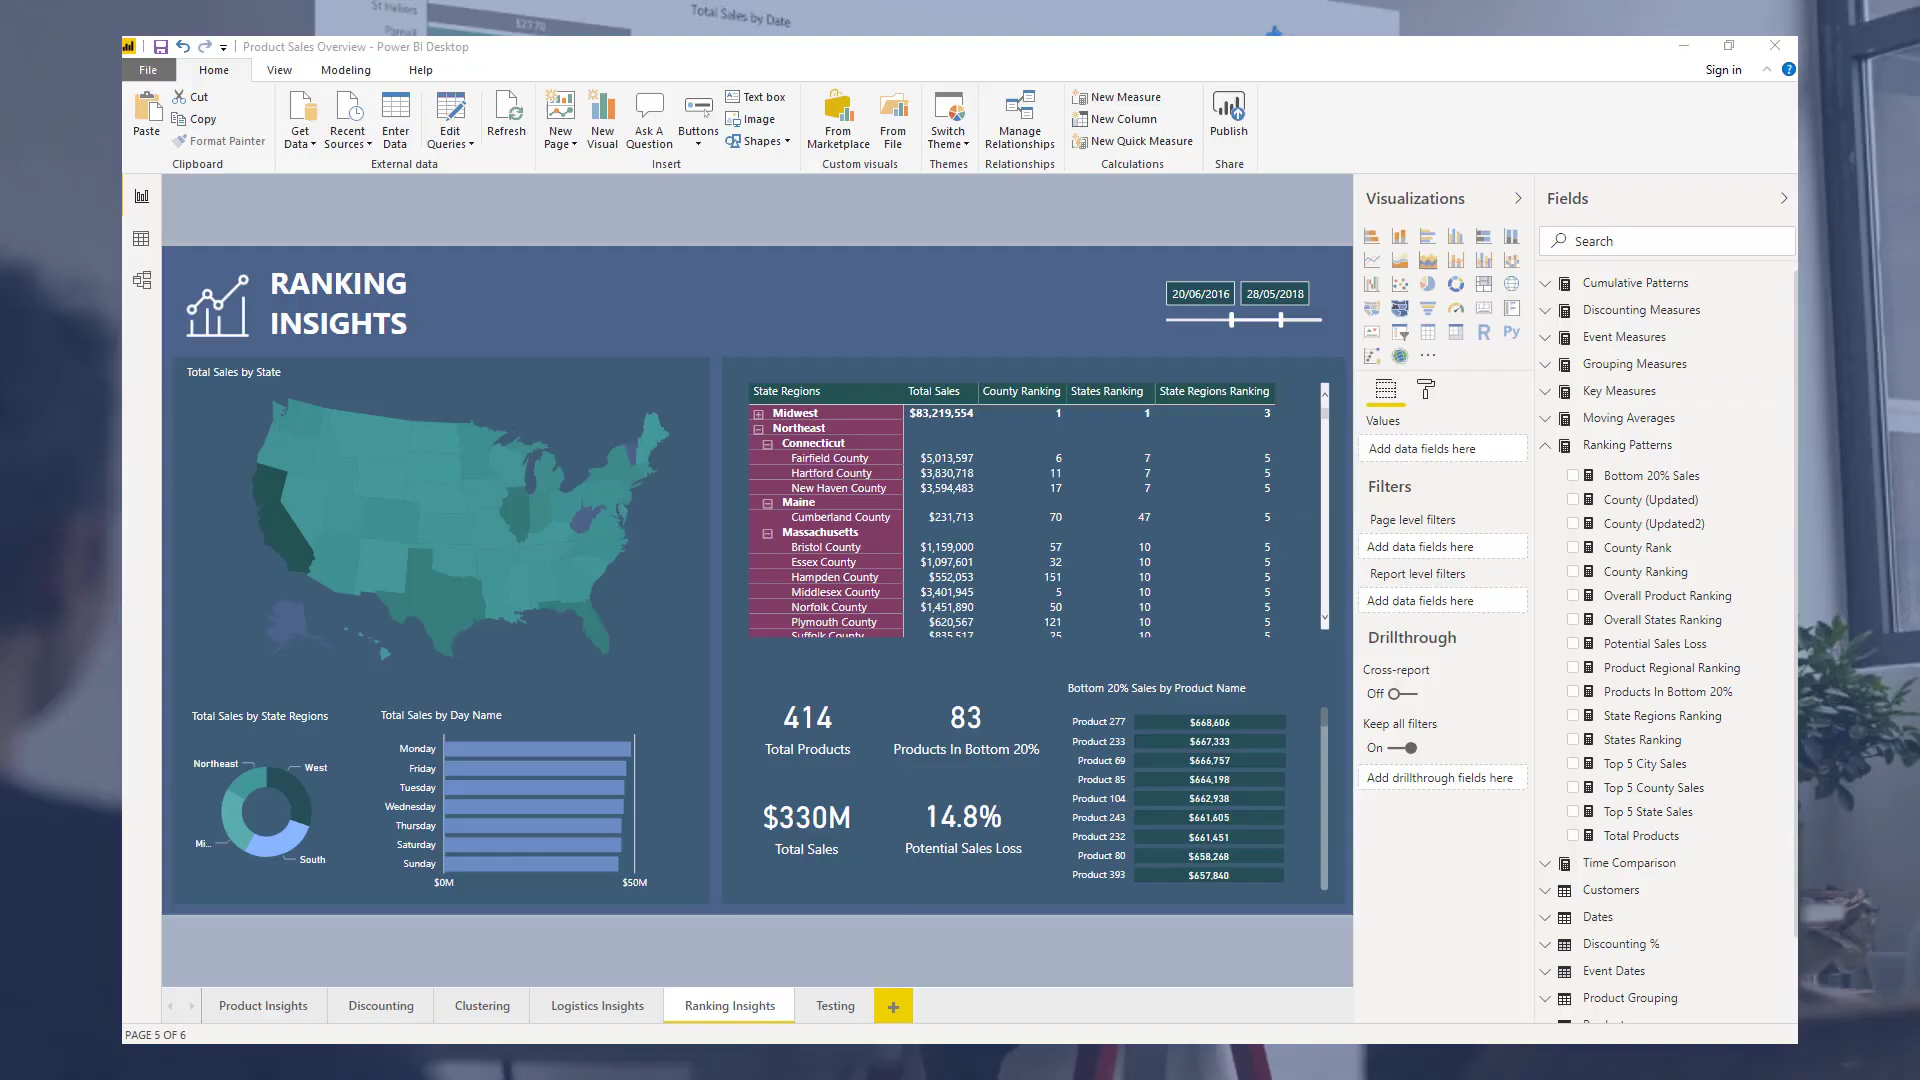 St Heliers
$23.70
Total Sales by Date
Product Sales Overview - Power BI Desktop
File
Home
View
Modeling
Help
Sign in
Paste
Cut
Copy
Format Painter
Clipboard
Get Data
Recent Sources
Enter Data
Edit Queries
Refresh
External data
New Page
New Visual
Ask A Question
Buttons
Text box
Image
Shapes
Insert
From Marketplace
From File
Custom visuals
Switch Theme
Themes
Manage Relationships
Relationships
New Measure
New Column
New Quick Measure
Calculations
Publish
Share
RANKING
INSIGHTS
20/06/2016
28/05/2018
Total Sales by State
State Regions Total Sales County Ranking States Ranking State Regions Ranking
Midwest $83,219,554 1 1 3
Northeast
Connecticut
Fairfield County $5,013,597 6 7 5
Hartford County $3,830,718 11 7 5
New Haven County $3,594,483 17 7 5
Maine
Cumberland County $231,713 70 47 5
Massachusetts
Bristol County $1,159,000 57 10 5
Essex County $1,097,601 32 10 5
Hampden County $552,053 151 10 5
Middlesex County $3,401,945 5 10 5
Norfolk County $1,451,890 50 10 5
Plymouth County $620,567 121 10 5
Suffolk County $835,517 25 10 5
Total Sales by State Regions
Northeast
West
Mi...
South
Total Sales by Day Name
Monday
Friday
Tuesday
Wednesday
Thursday
Saturday
Sunday
$0M
$50M
414
Total Products
83
Products In Bottom 20%
$330M
Total Sales
14.8%
Potential Sales Loss
Bottom 20% Sales by Product Name
Product 277 $668,606
Product 233 $667,333
Product 69 $666,757
Product 85 $664,198
Product 104 $662,938
Product 243 $661,605
Product 232 $661,451
Product 80 $658,268
Product 393 $657,840
Visualizations
R
Py
Values
Add data fields here
Filters
Page level filters
Add data fields here
Report level filters
Add data fields here
Drillthrough
Cross-report
Off
Keep all filters
On
Add drillthrough fields here
Fields
Search
Cumulative Patterns
Discounting Measures
Event Measures
Grouping Measures
Key Measures
Moving Averages
Ranking Patterns
Bottom 20% Sales
County (Updated)
County (Updated2)
County Rank
County Ranking
Overall Product Ranking
Overall States Ranking
Potential Sales Loss
Product Regional Ranking
Products In Bottom 20%
State Regions Ranking
States Ranking
Top 5 City Sales
Top 5 County Sales
Top 5 State Sales
Total Products
Time Comparison
Customers
Dates
Discounting %
Event Dates
Product Grouping
Product Insights
Discounting
Clustering
Logistics Insights
Ranking Insights
Testing
PAGE 5 OF 6